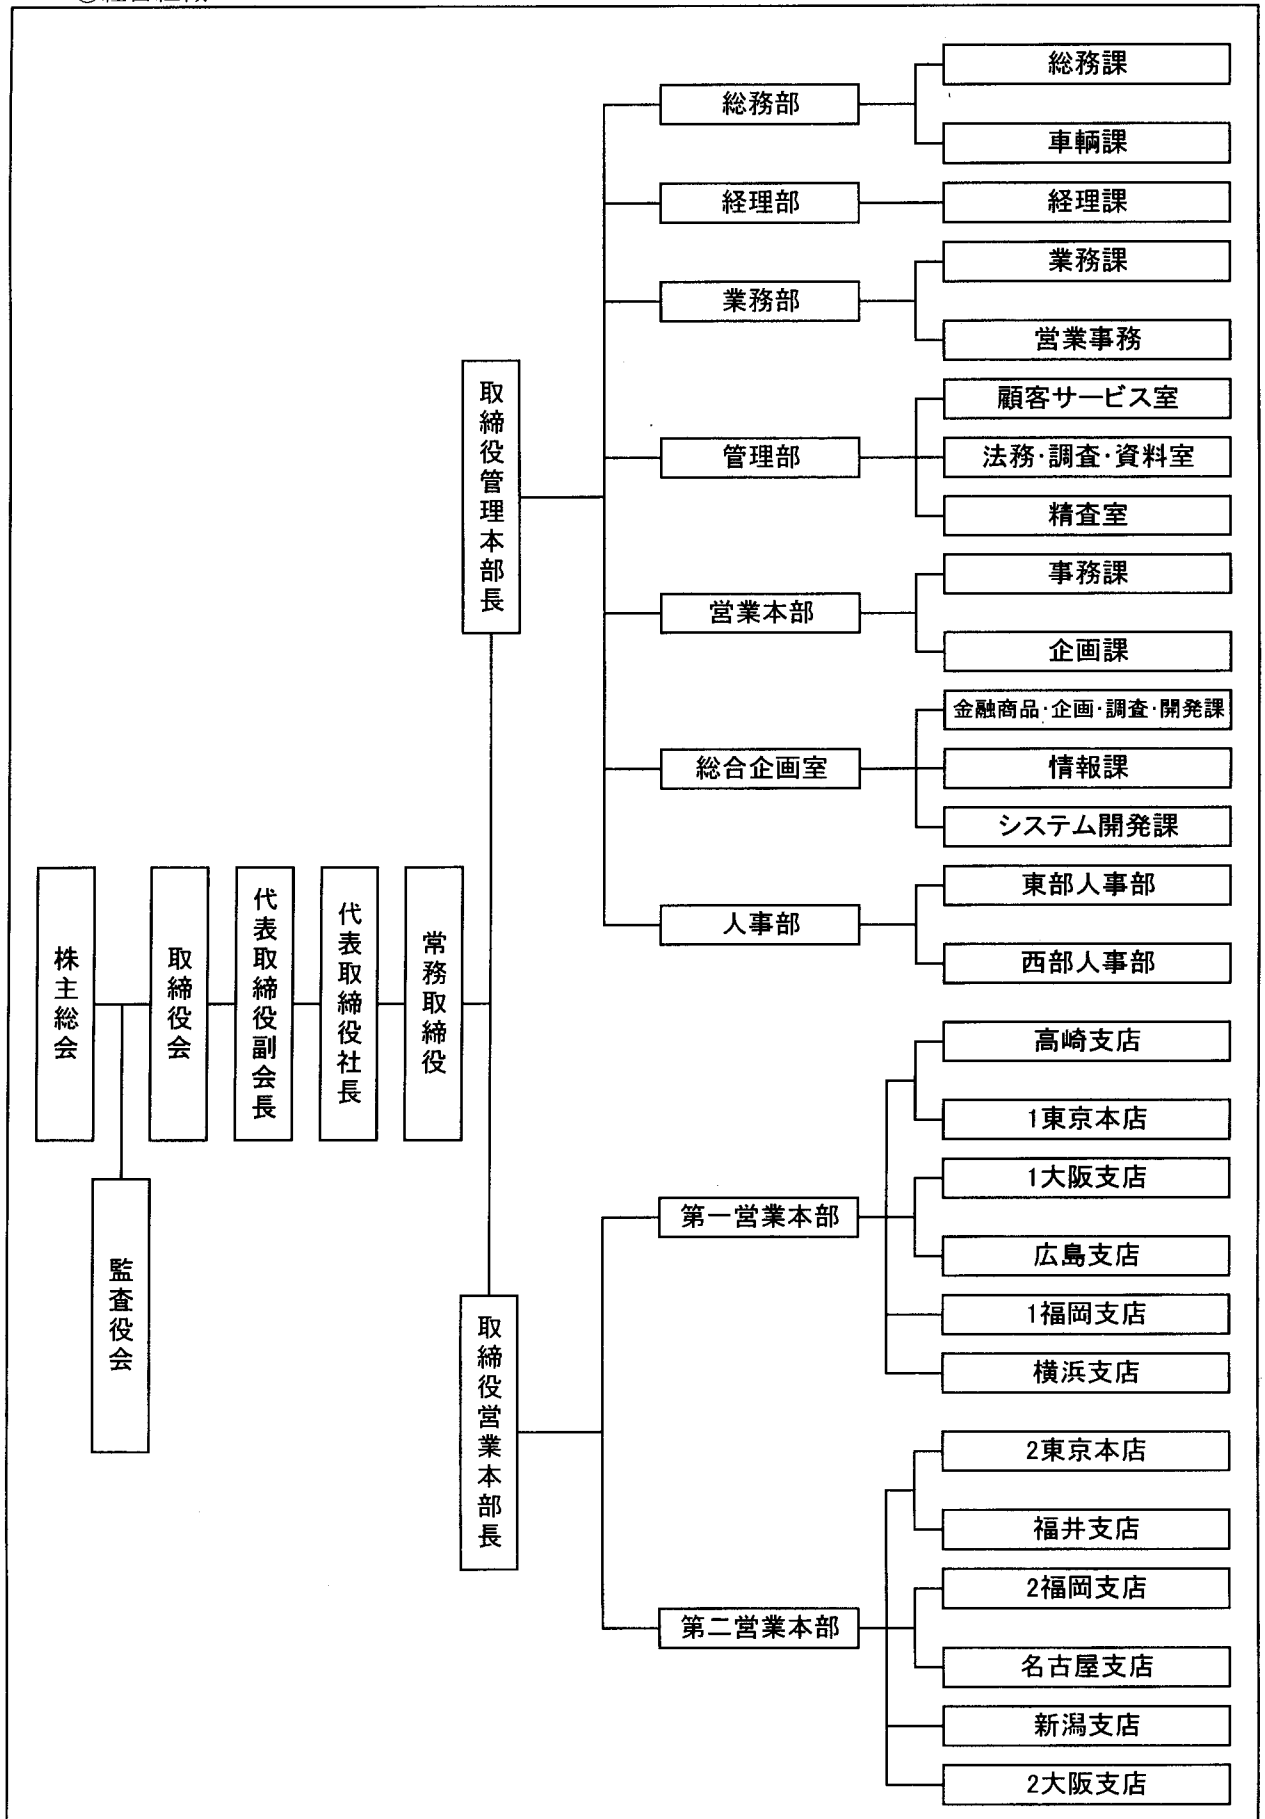 総務課
総務部
車輌課
経理部
経理課
業務課
業務部
営業事務
取締役管理本部長
顧客サービス室
管理部
法務・調査・資料室
精査室
事務課
営業本部
企画課
金融商品・企画・調査・開発課
総合企画室
情報課
システム開発課
東部人事部
人事部
西部人事部
株主総会
取締役会
代表取締役副会長
代表取締役社長
常務取締役
監査役会
取締役営業本部長
高崎支店
1東京本店
1大阪支店
第一営業本部
広島支店
1福岡支店
横浜支店
2東京本店
福井支店
2福岡支店
第二営業本部
名古屋支店
新潟支店
2大阪支店